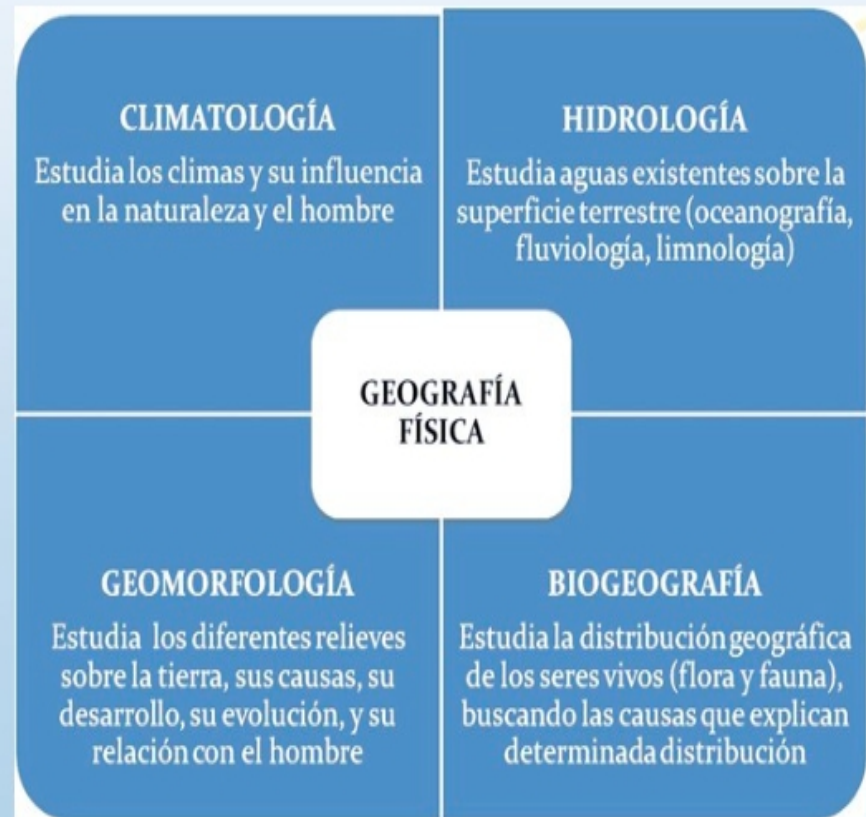 CLIMATOLOGÍA
Estudia los climas y su influencia
en la naturaleza y el hombre
HIDROLOGÍA
Estudia aguas existentes sobre la
superficie terrestre (oceanografía,
fluviología, limnología)
GEOGRAFÍA
FÍSICA
GEOMORFOLOGÍA
Estudia los diferentes relieves
sobre la tierra, sus causas, su
desarrollo, su evolución, y su
relación con el hombre
BIOGEOGRAFÍA
Estudia la distribución geográfica
de los seres vivos (flora y fauna),
buscando las causas que explican
determinada distribución